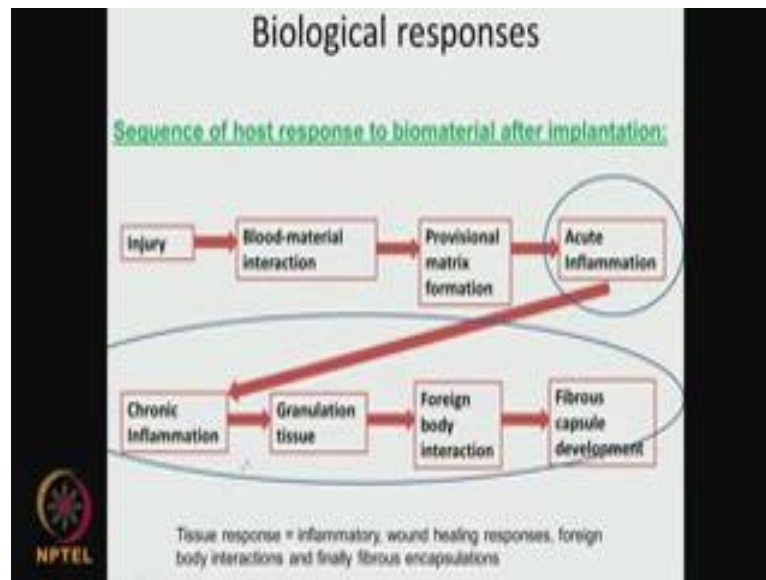 Biological responses
Sequence of host response to biomaterial after implantation:
Injury
Blood-material
interaction
Provisional
matrix
formation
Acute
Inflammation
Chronic
Inflammation
Granulation
tissue
Foreign
body
interaction
Fibrous
capsule
development
Tissue response = inflammatory, wound healing responses, foreign
body interactions and finally fibrous encapsulations
NPTEL